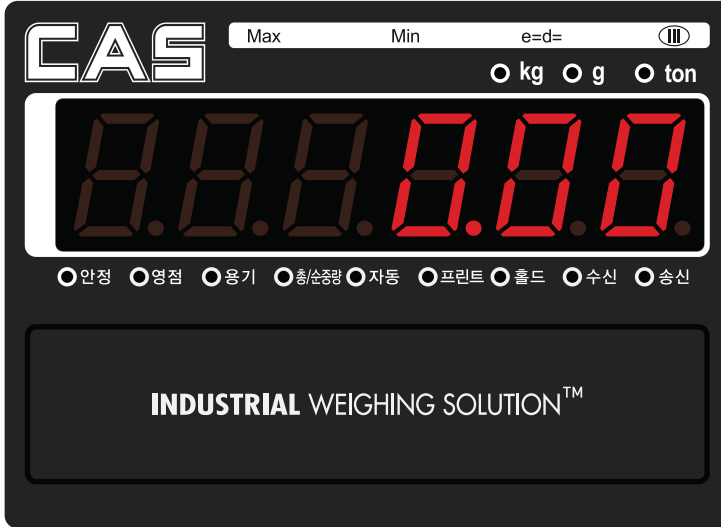 CAS
Max Min e=d= III
kg g ton
0.00
안정 영점 용기 총/순중량 자동 프린트 홀드 수신 송신
INDUSTRIAL WEIGHING SOLUTION™